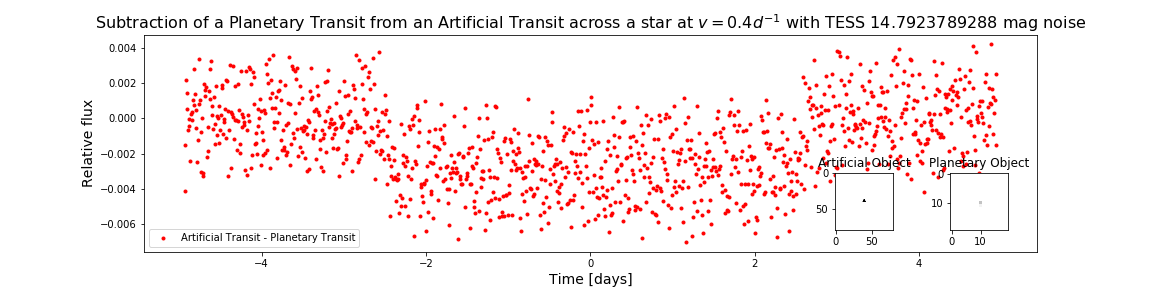 Subtraction of a Planetary Transit from an Artificial Transit across a star at v = 0.4d⁻¹ with TESS 14.7923789288 mag noise
0.004
0.002
0.000
−0.002
−0.004
−0.006
Relative flux
Artificial Object
0
50
0 50
Planetary Object
0
10
0 10
Artificial Transit - Planetary Transit
−4 −2 0 2 4
Time [days]